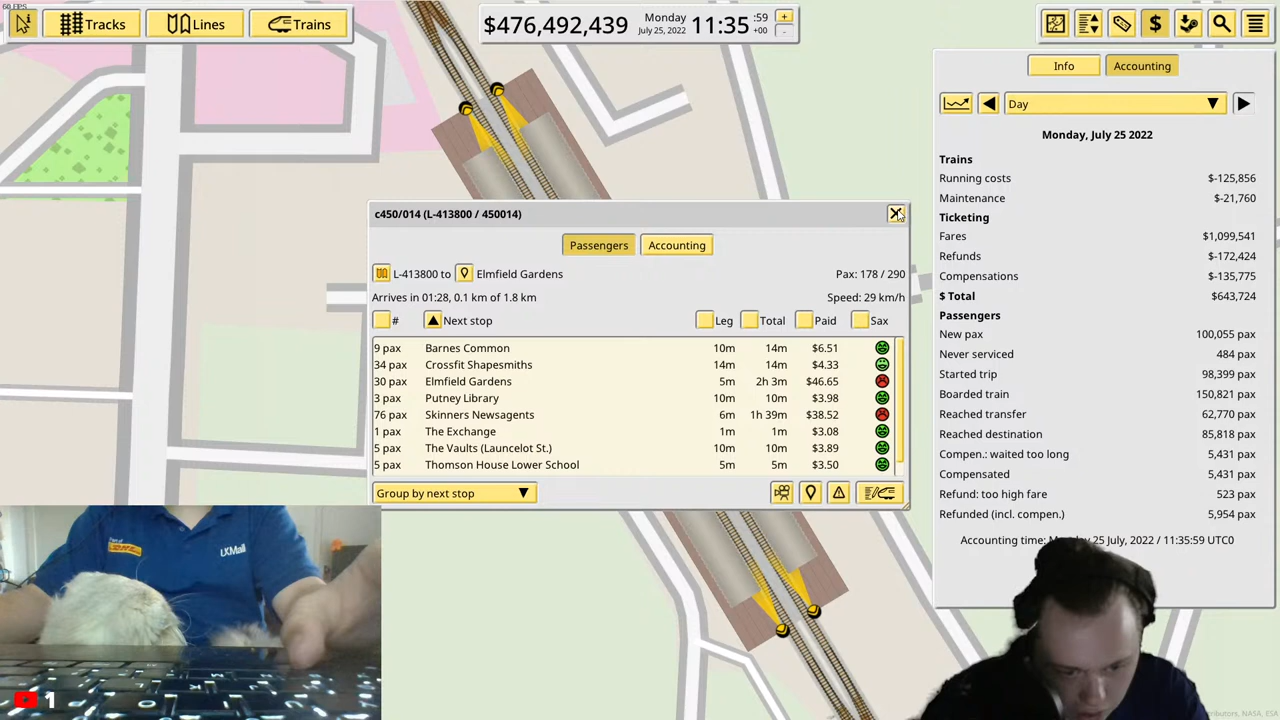 60 FPS
Tracks Lines Trains
$476,492,439 Monday July 25, 2022 11:35 :59 +00 + -
Info Accounting
Day
Monday, July 25 2022
Trains
Running costs $-125,856
Maintenance $-21,760
Ticketing
Fares $1,099,541
Refunds $-172,424
Compensations $-135,775
$ Total $643,724
Passengers
New pax 100,055 pax
Never serviced 484 pax
Started trip 98,399 pax
Boarded train 150,821 pax
Reached transfer 62,770 pax
Reached destination 85,818 pax
Compen.: waited too long 5,431 pax
Compensated 5,431 pax
Refund: too high fare 523 pax
Refunded (incl. compen.) 5,954 pax
Accounting time: Monday 25 July, 2022 / 11:35:59 UTC0
c450/014 (L-413800 / 450014)
Passengers Accounting
L-413800 to Elmfield Gardens Pax: 178 / 290
Arrives in 01:28, 0.1 km of 1.8 km Speed: 29 km/h
# Next stop Leg Total Paid Sax
9 pax Barnes Common 10m 14m $6.51
34 pax Crossfit Shapesmiths 14m 14m $4.33
30 pax Elmfield Gardens 5m 2h 3m $46.65
3 pax Putney Library 10m 10m $3.98
76 pax Skinners Newsagents 6m 1h 39m $38.52
1 pax The Exchange 1m 1m $3.08
5 pax The Vaults (Launcelot St.) 10m 10m $3.89
5 pax Thomson House Lower School 5m 5m $3.50
Group by next stop
Part of DHL
UKMail
1
NASA, ESA